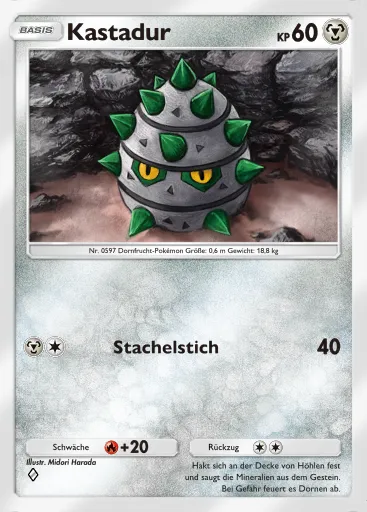 BASIS Kastadur KP 60
Nr. 0597 Dornfrucht-Pokémon Größe: 0,6 m Gewicht: 18,8 kg
Stachelstich 40
Schwäche +20 Rückzug
Illustr. Midori Harada
Hakt sich an der Decke von Höhlen fest
und saugt die Mineralien aus dem Gestein.
Bei Gefahr feuert es Dornen ab.